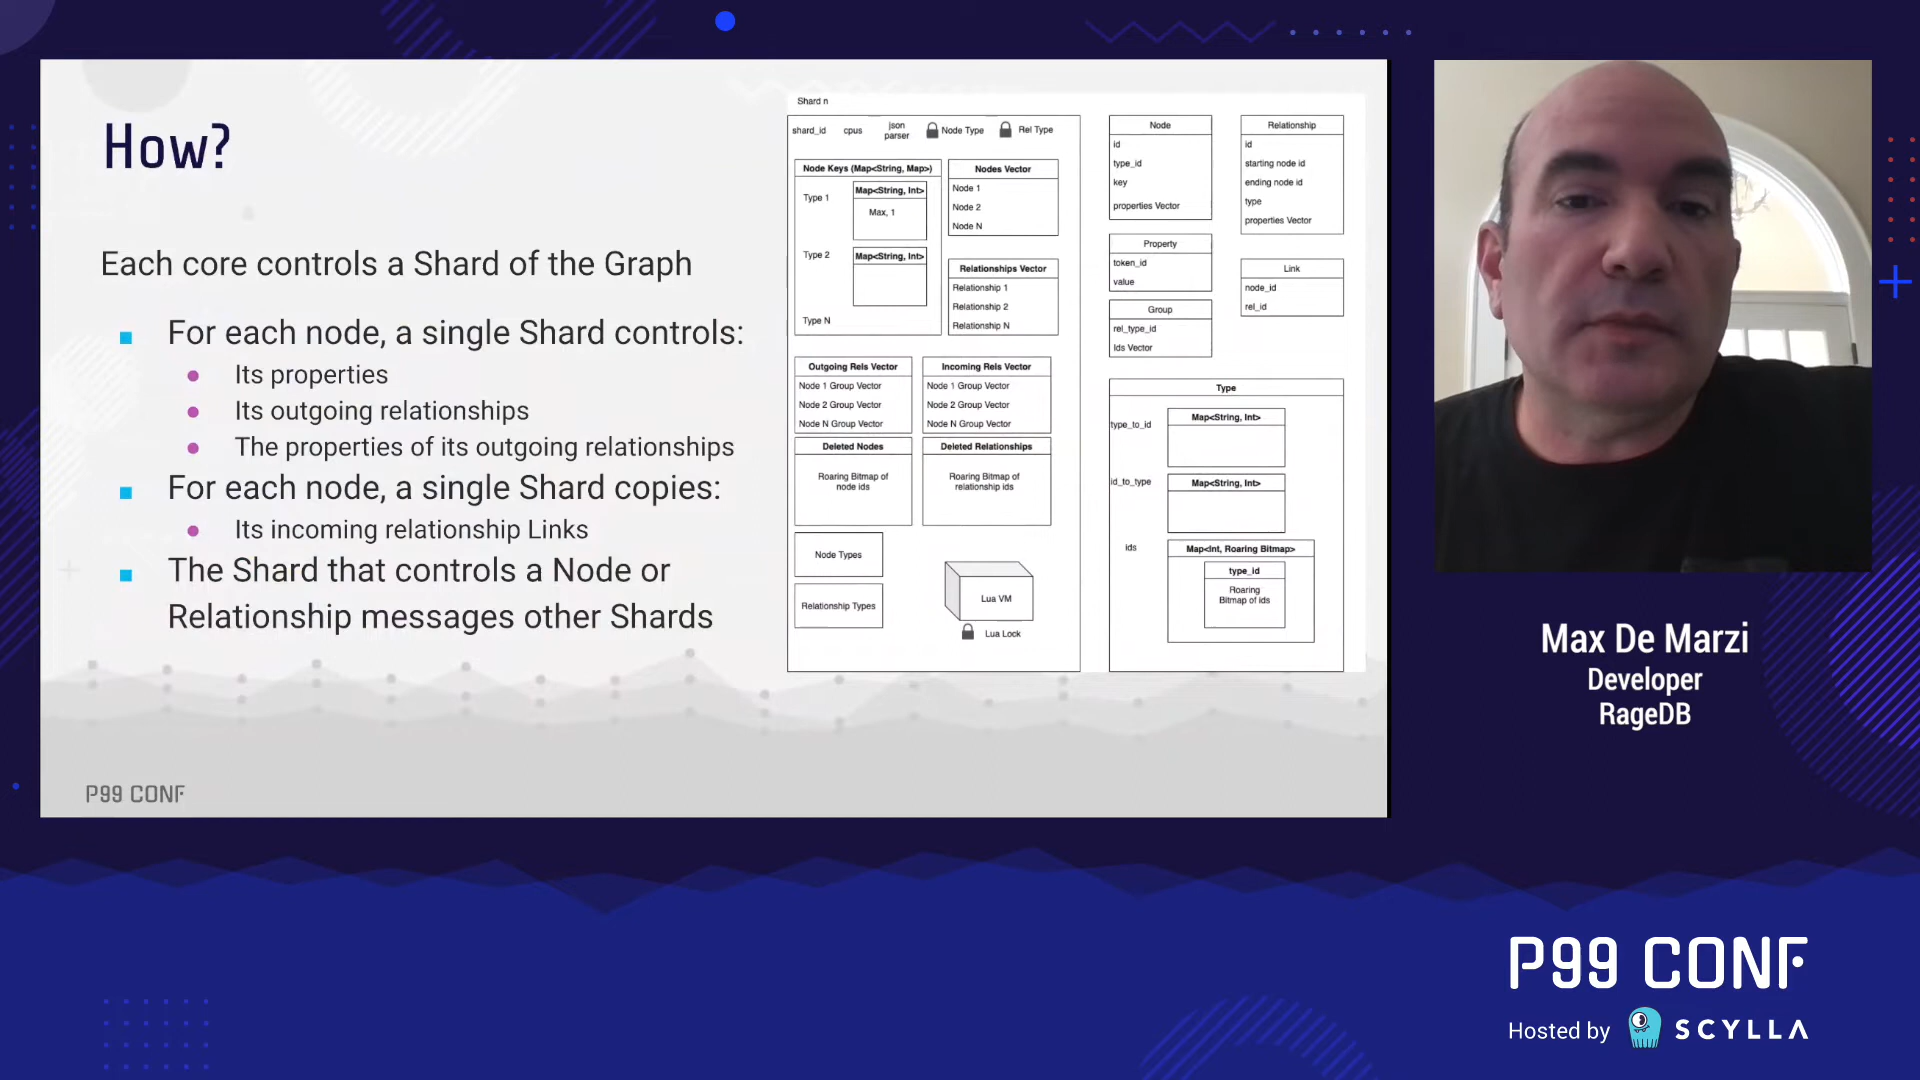 How?
Each core controls a Shard of the Graph
For each node, a single Shard controls:
Its properties
Its outgoing relationships
The properties of its outgoing relationships
For each node, a single Shard copies:
Its incoming relationship Links
The Shard that controls a Node or
Relationship messages other Shards
P99 CONF
Shard n
shard_id
cpus
json
parser
Node Type
Rel Type
Node Keys (Map<String, Map>)
Type 1
Map<String, Int>
Max, 1
Type 2
Map<String, Int>
Type N
Nodes Vector
Node 1
Node 2
Node N
Relationships Vector
Relationship 1
Relationship 2
Relationship N
Outgoing Rels Vector
Node 1 Group Vector
Node 2 Group Vector
Node N Group Vector
Incoming Rels Vector
Node 1 Group Vector
Node 2 Group Vector
Node N Group Vector
Deleted Nodes
Roaring Bitmap of
node ids
Deleted Relationships
Roaring Bitmap of
relationship ids
Node Types
Relationship Types
Lua VM
Lua Lock
Node
id
type_id
key
properties Vector
Relationship
id
starting node id
ending node id
type
properties Vector
Property
token_id
value
Link
node_id
rel_id
Group
rel_type_id
Ids Vector
Type
type_to_id
Map<String, Int>
id_to_type
Map<String, Int>
ids
Map<Int, Roaring Bitmap>
type_id
Roaring
Bitmap of ids
Max De Marzi
Developer
RageDB
P99 CONF
Hosted by SCYLLA